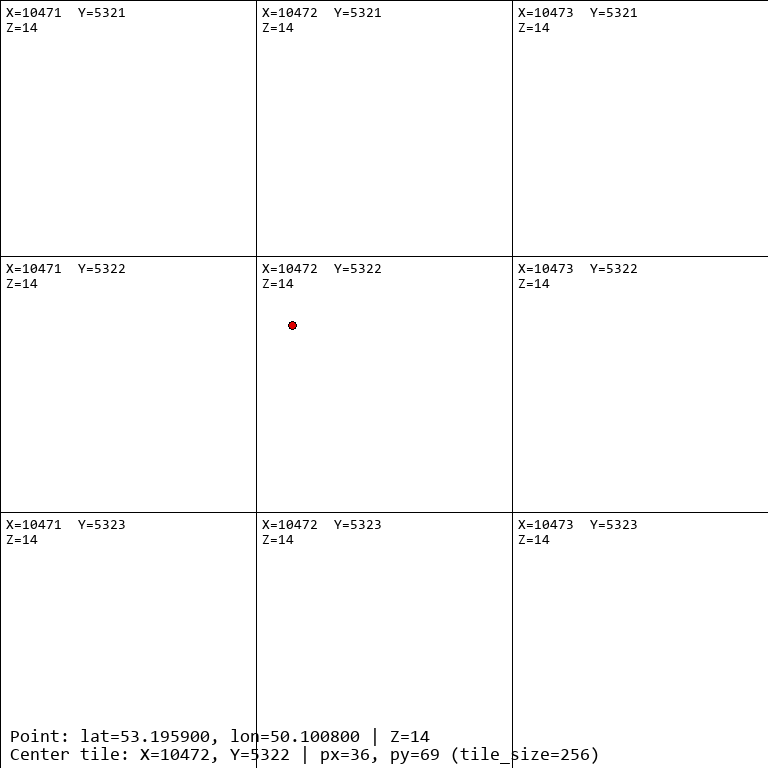 X=10471  Y=5321
Z=14
X=10472  Y=5321
Z=14
X=10473  Y=5321
Z=14
X=10471  Y=5322
Z=14
X=10472  Y=5322
Z=14
X=10473  Y=5322
Z=14
X=10471  Y=5323
Z=14
X=10472  Y=5323
Z=14
X=10473  Y=5323
Z=14
Point: lat=53.195900, lon=50.100800 | Z=14
Center tile: X=10472, Y=5322 | px=36, py=69 (tile_size=256)